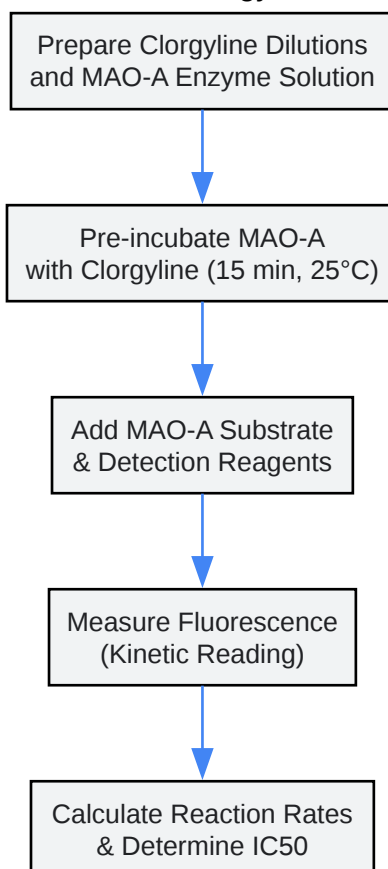 Prepare Clorgyline Dilutions
and MAO-A Enzyme Solution
Pre-incubate MAO-A
with Clorgyline (15 min, 25°C)
Add MAO-A Substrate
& Detection Reagents
Measure Fluorescence
(Kinetic Reading)
Calculate Reaction Rates
& Determine IC50